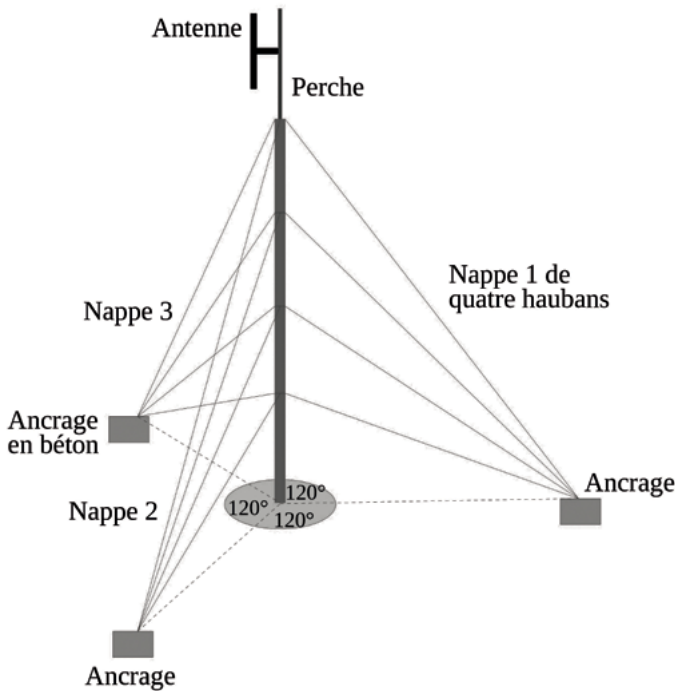 Antenne
Perche
Nappe 1 de
quatre haubans
Nappe 3
Ancrage
en béton
Ancrage
120°
120°
120°
Nappe 2
Ancrage